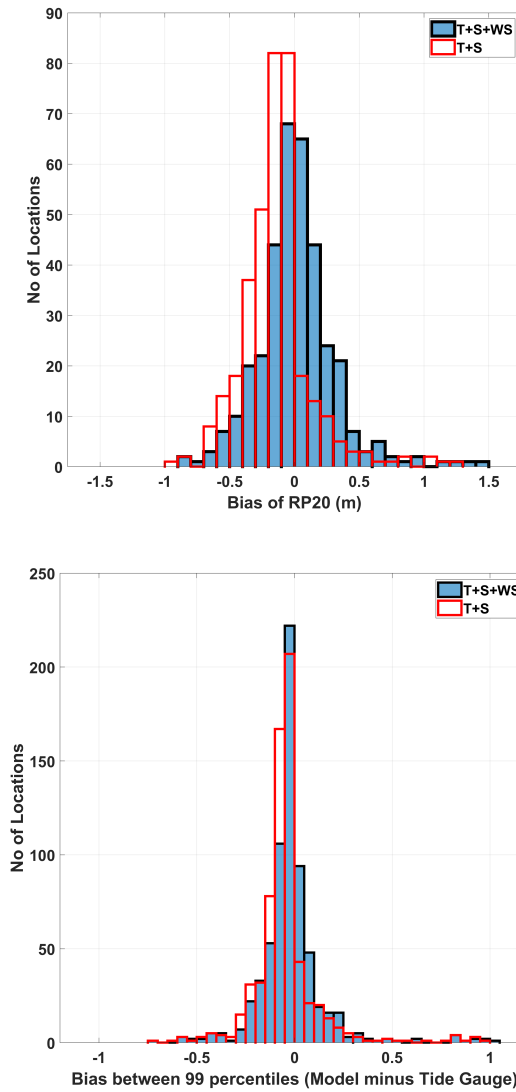 90
80
70
60
50
40
30
20
10
0
No of Locations
T+S+WS
T+S
-1.5 -1 -0.5 0 0.5 1 1.5
Bias of RP20 (m)
250
200
150
100
50
0
No of Locations
T+S+WS
T+S
-1 -0.5 0 0.5 1
Bias between 99 percentiles (Model minus Tide Gauge)